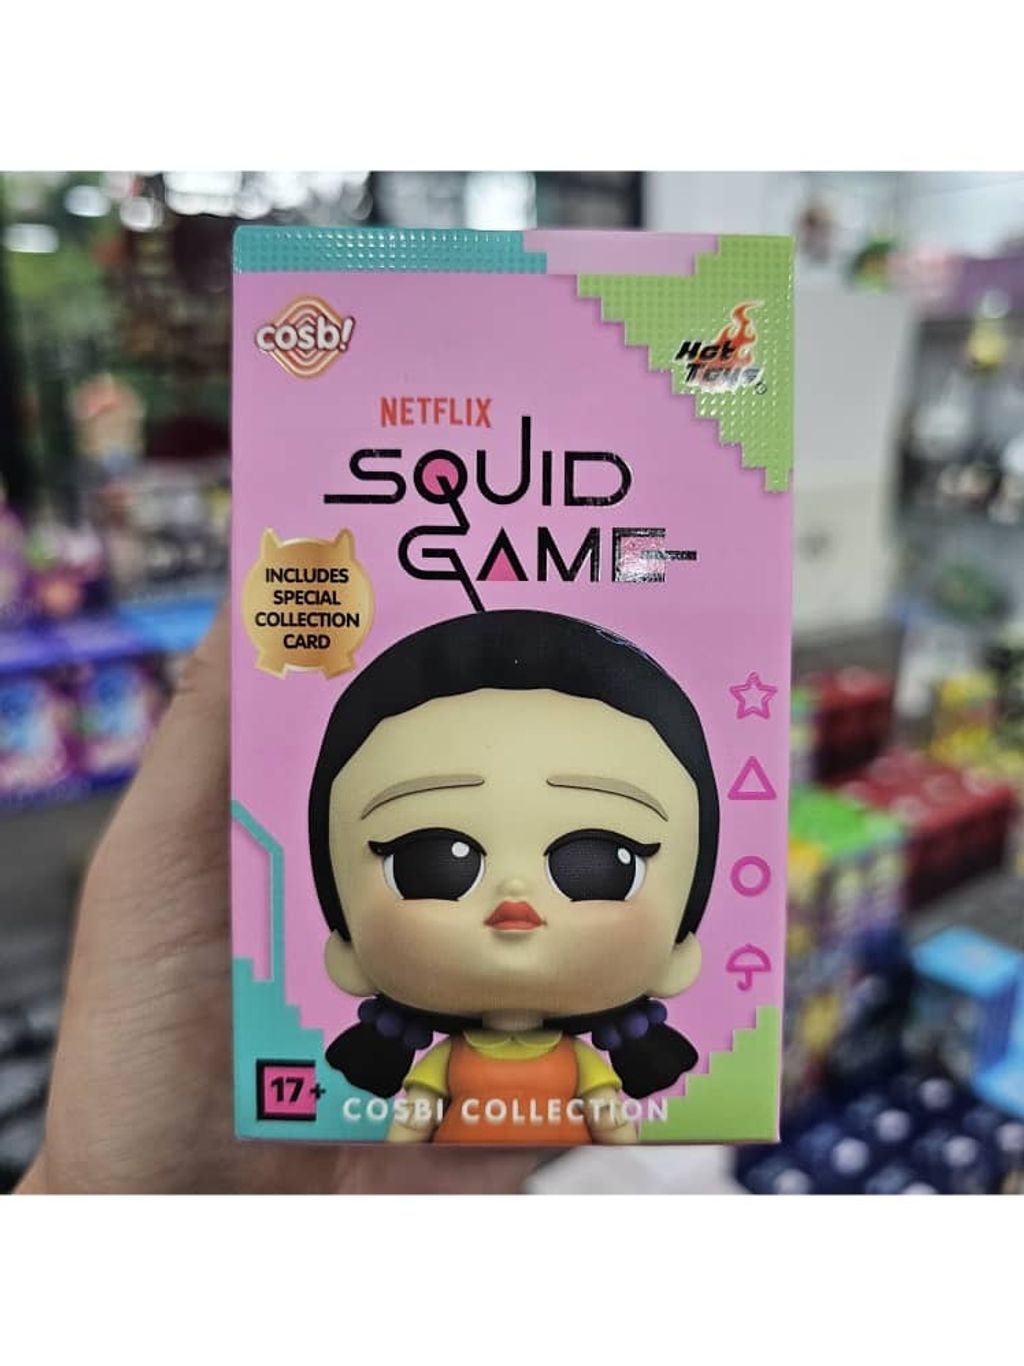 cosb!
Hot
Toys
NETFLIX
SQUID
GAME
INCLUDES
SPECIAL
COLLECTION
CARD
17+
COSBI COLLECTION